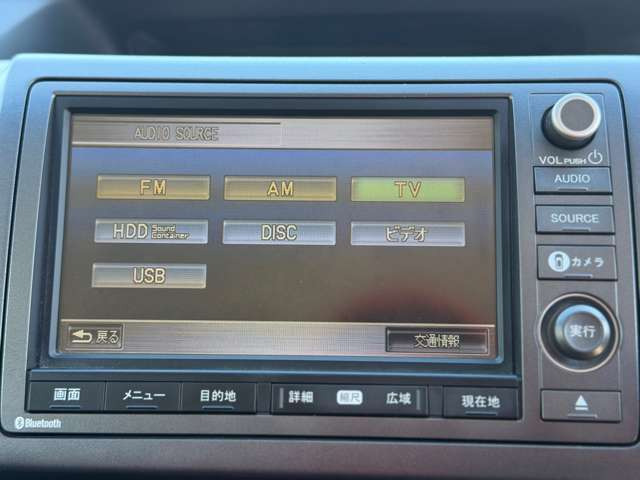 AUDIO SOURCE
FM
AM
TV
HDD Sound container
DISC
ビデオ
USB
戻る
交通情報
VOL PUSH
AUDIO
SOURCE
カメラ
実行
画面
メニュー
目的地
詳細
縮尺
広域
現在地
Bluetooth